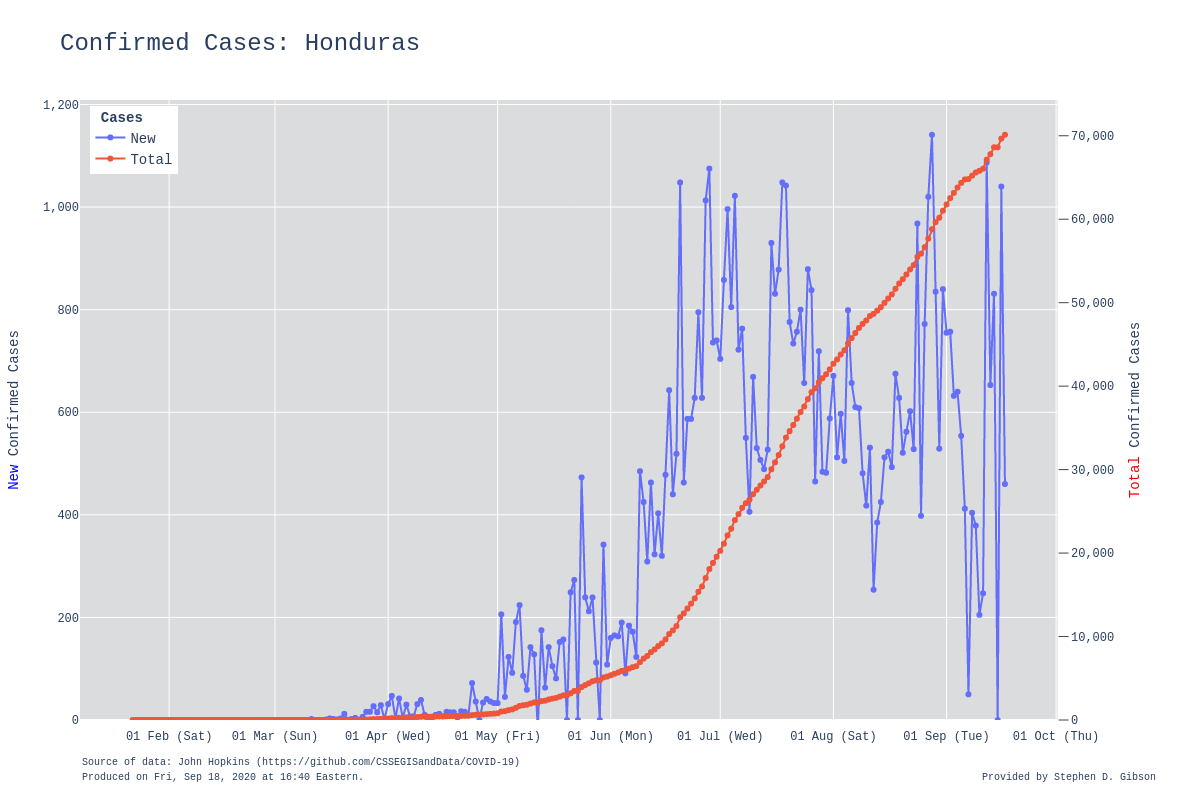 Confirmed Cases: Honduras
Cases
New
Total
1,200
1,000
800
600
400
200
0
New Confirmed Cases
70,000
60,000
50,000
40,000
30,000
20,000
10,000
0
Total Confirmed Cases
01 Feb (Sat) 01 Mar (Sun) 01 Apr (Wed) 01 May (Fri) 01 Jun (Mon) 01 Jul (Wed) 01 Aug (Sat) 01 Sep (Tue) 01 Oct (Thu)
Source of data: John Hopkins (https://github.com/CSSEGISandData/COVID-19)
Produced on Fri, Sep 18, 2020 at 16:40 Eastern.
Provided by Stephen D. Gibson